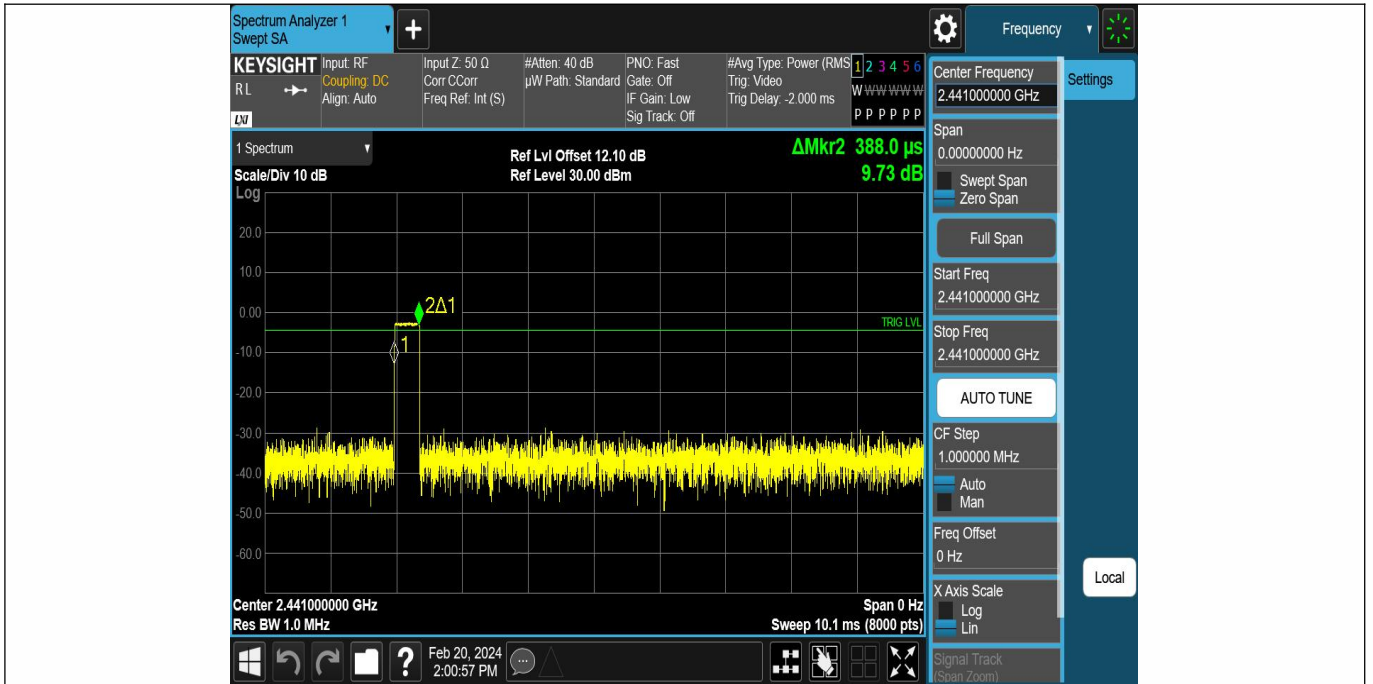 Spectrum Analyzer 1
Swept SA
Frequency
KEYSIGHT
RL
LXI
Input: RF
Coupling: DC
Align: Auto
Input Z: 50 Ω
Corr CCorr
Freq Ref: Int (S)
#Atten: 40 dB
µW Path: Standard
PNO: Fast
Gate: Off
IF Gain: Low
Sig Track: Off
#Avg Type: Power (RMS
Trig: Video
Trig Delay: -2.000 ms
1 2 3 4 5 6
W W W W W W
P P P P P P
1 Spectrum
Scale/Div 10 dB
Log
Ref Lvl Offset 12.10 dB
Ref Level 30.00 dBm
ΔMkr2 388.0 µs
9.73 dB
20.0
10.0
0.00
-10.0
-20.0
-30.0
-40.0
-50.0
-60.0
2Δ1
1
TRIG LVL
Center 2.441000000 GHz
Res BW 1.0 MHz
Span 0 Hz
Sweep 10.1 ms (8000 pts)
Feb 20, 2024
2:00:57 PM
Center Frequency
2.441000000 GHz
Settings
Span
0.00000000 Hz
Swept Span
Zero Span
Full Span
Start Freq
2.441000000 GHz
Stop Freq
2.441000000 GHz
AUTO TUNE
CF Step
1.000000 MHz
Auto
Man
Freq Offset
0 Hz
X Axis Scale
Log
Lin
Signal Track
(Span Zoom)
Local